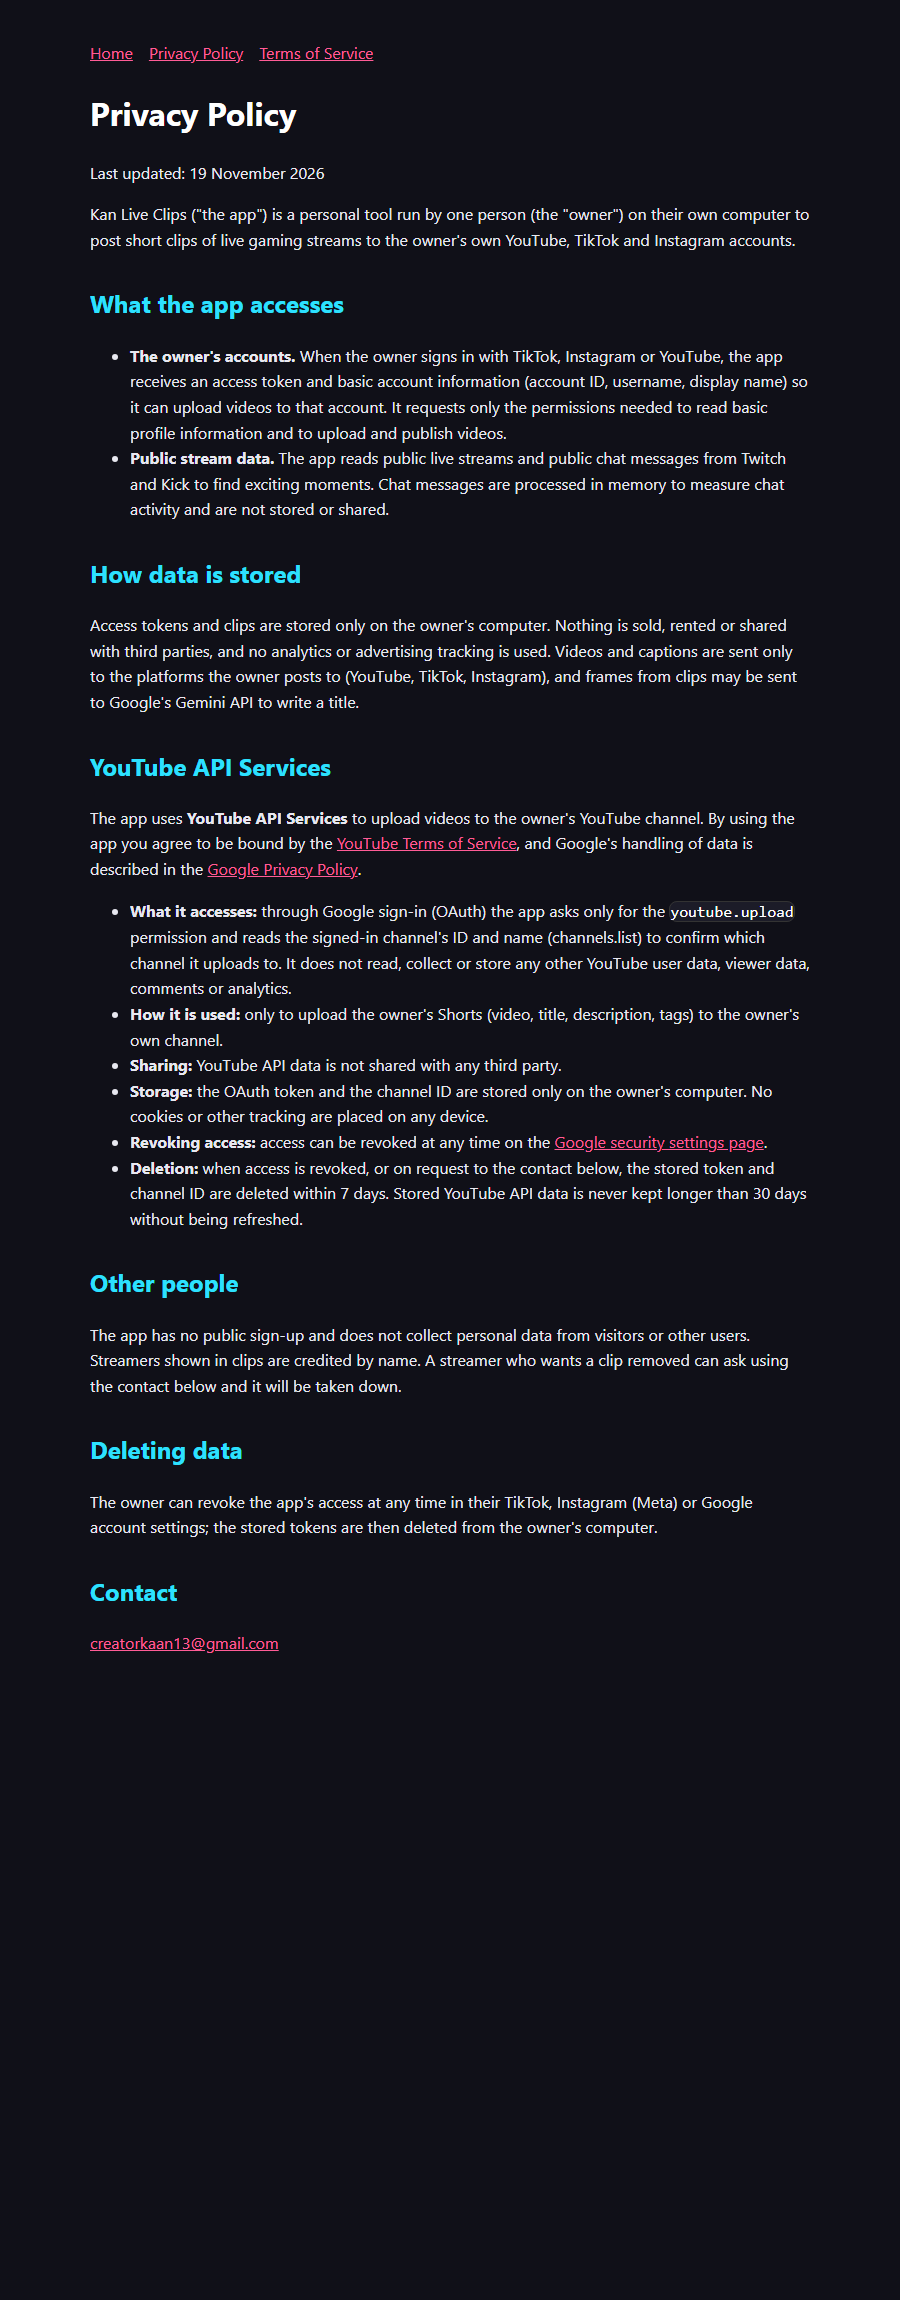 Home Privacy Policy Terms of Service
Privacy Policy
Last updated: 19 November 2026
Kan Live Clips ("the app") is a personal tool run by one person (the "owner") on their own computer to
post short clips of live gaming streams to the owner's own YouTube, TikTok and Instagram accounts.
What the app accesses
• The owner's accounts. When the owner signs in with TikTok, Instagram or YouTube, the app
receives an access token and basic account information (account ID, username, display name) so
it can upload videos to that account. It requests only the permissions needed to read basic
profile information and to upload and publish videos.
• Public stream data. The app reads public live streams and public chat messages from Twitch
and Kick to find exciting moments. Chat messages are processed in memory to measure chat
activity and are not stored or shared.
How data is stored
Access tokens and clips are stored only on the owner's computer. Nothing is sold, rented or shared
with third parties, and no analytics or advertising tracking is used. Videos and captions are sent only
to the platforms the owner posts to (YouTube, TikTok, Instagram), and frames from clips may be sent
to Google's Gemini API to write a title.
YouTube API Services
The app uses YouTube API Services to upload videos to the owner's YouTube channel. By using the
app you agree to be bound by the YouTube Terms of Service, and Google's handling of data is
described in the Google Privacy Policy.
• What it accesses: through Google sign-in (OAuth) the app asks only for the youtube.upload
permission and reads the signed-in channel's ID and name (channels.list) to confirm which
channel it uploads to. It does not read, collect or store any other YouTube user data, viewer data,
comments or analytics.
• How it is used: only to upload the owner's Shorts (video, title, description, tags) to the owner's
own channel.
• Sharing: YouTube API data is not shared with any third party.
• Storage: the OAuth token and the channel ID are stored only on the owner's computer. No
cookies or other tracking are placed on any device.
• Revoking access: access can be revoked at any time on the Google security settings page.
• Deletion: when access is revoked, or on request to the contact below, the stored token and
channel ID are deleted within 7 days. Stored YouTube API data is never kept longer than 30 days
without being refreshed.
Other people
The app has no public sign-up and does not collect personal data from visitors or other users.
Streamers shown in clips are credited by name. A streamer who wants a clip removed can ask using
the contact below and it will be taken down.
Deleting data
The owner can revoke the app's access at any time in their TikTok, Instagram (Meta) or Google
account settings; the stored tokens are then deleted from the owner's computer.
Contact
creatorkaan13@gmail.com